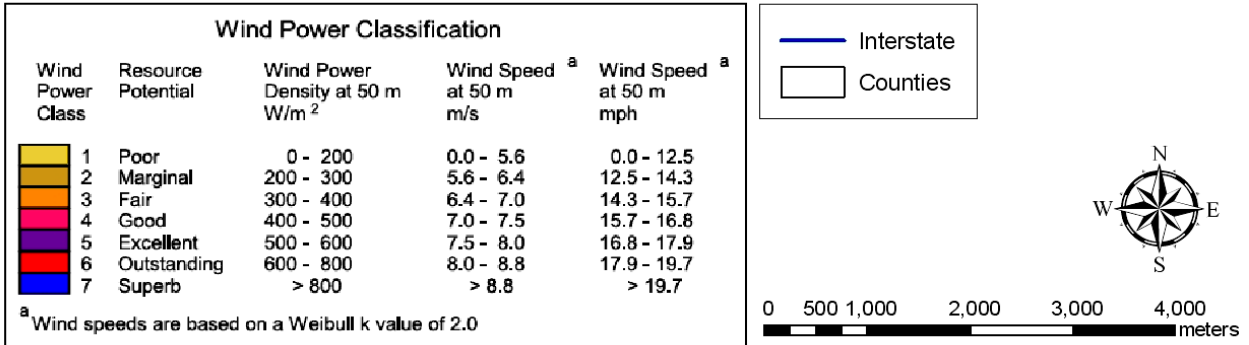 Wind Power Classification
Wind Resource Wind Power Wind Speed a Wind Speed a
Power Potential Density at 50 m at 50 m at 50 m
Class W/m 2 m/s mph
1 Poor 0 - 200 0.0 - 5.6 0.0 - 12.5
2 Marginal 200 - 300 5.6 - 6.4 12.5 - 14.3
3 Fair 300 - 400 6.4 - 7.0 14.3 - 15.7
4 Good 400 - 500 7.0 - 7.5 15.7 - 16.8
5 Excellent 500 - 600 7.5 - 8.0 16.8 - 17.9
6 Outstanding 600 - 800 8.0 - 8.8 17.9 - 19.7
7 Superb > 800 > 8.8 > 19.7
a Wind speeds are based on a Weibull k value of 2.0
Interstate
Counties
N
W E
S
0 500 1,000 2,000 3,000 4,000
meters